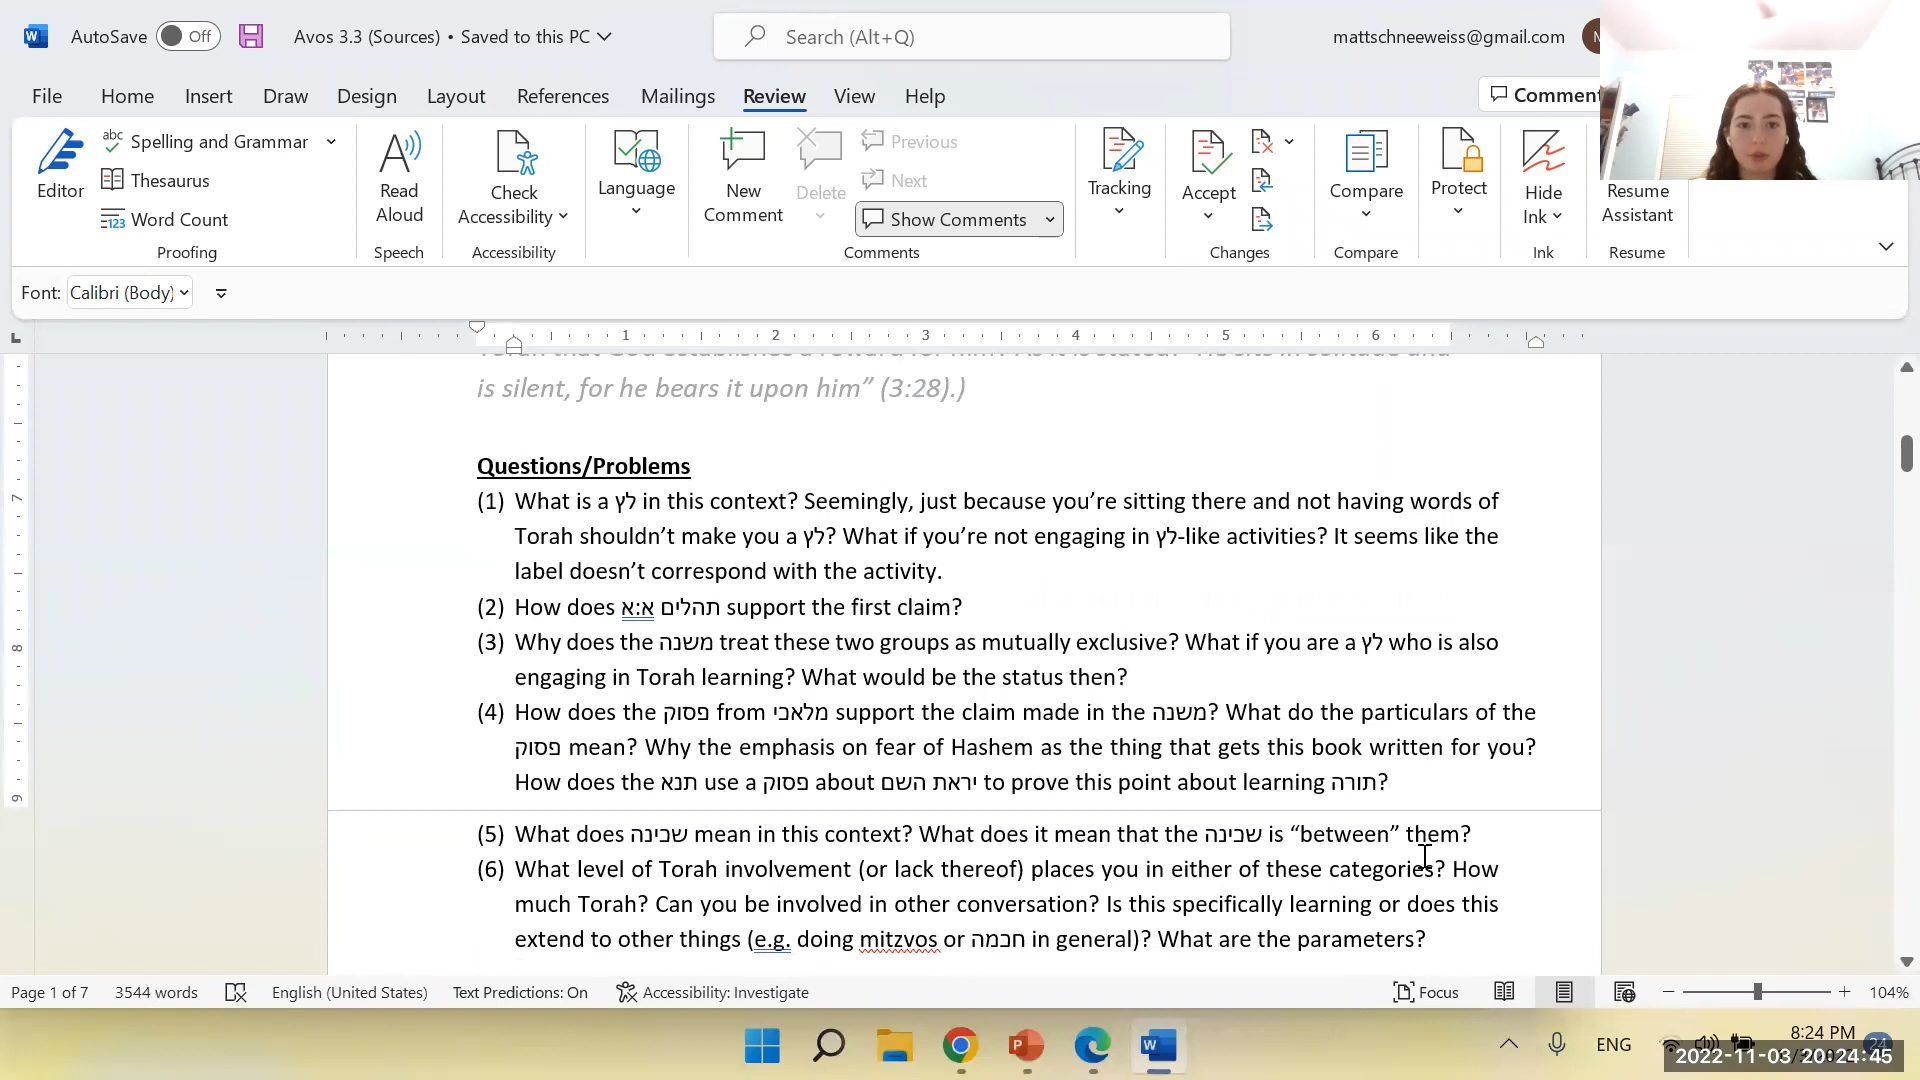 AutoSave Off Avos 3.3 (Sources) • Saved to this PC Search (Alt+Q) mattschneeweiss@gmail.com
File Home Insert Draw Design Layout References Mailings Review View Help
Editor
Spelling and Grammar
Thesaurus
Word Count
Proofing
Read Aloud
Speech
Check Accessibility
Accessibility
Language
New Comment
Delete
Previous
Next
Show Comments
Comments
Tracking
Accept
Changes
Compare
Compare
Protect
Hide Ink
Ink
Resume Assistant
Resume
Font: Calibri (Body)
1 2 3 4 5 6
is silent, for he bears it upon him” (3:28).)
Questions/Problems
(1) What is a לץ in this context? Seemingly, just because you’re sitting there and not having words of
Torah shouldn’t make you a לץ? What if you’re not engaging in לץ-like activities? It seems like the
label doesn’t correspond with the activity.
(2) How does תהלים א:א support the first claim?
(3) Why does the משנה treat these two groups as mutually exclusive? What if you are a לץ who is also
engaging in Torah learning? What would be the status then?
(4) How does the פסוק from מלאכי support the claim made in the משנה? What do the particulars of the
פסוק mean? Why the emphasis on fear of Hashem as the thing that gets this book written for you?
How does the תנא use a פסוק about יראת השם to prove this point about learning תורה?
(5) What does שכינה mean in this context? What does it mean that the שכינה is “between” them?
(6) What level of Torah involvement (or lack thereof) places you in either of these categories? How
much Torah? Can you be involved in other conversation? Is this specifically learning or does this
extend to other things (e.g. doing mitzvos or חכמה in general)? What are the parameters?
7
8
9
Page 1 of 7 3544 words English (United States) Text Predictions: On Accessibility: Investigate Focus 104%
ENG 8:24 PM
2022-11-03 20:24:45